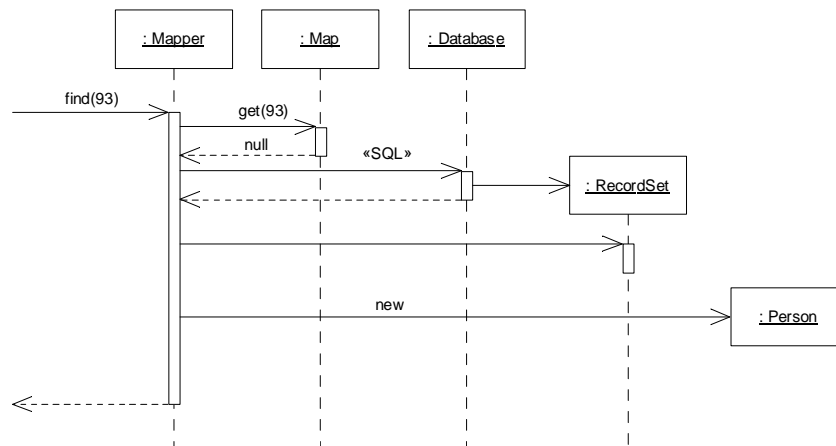 : Mapper
: Map
: Database
find(93)
get(93)
null
«SQL»
: RecordSet
new
: Person